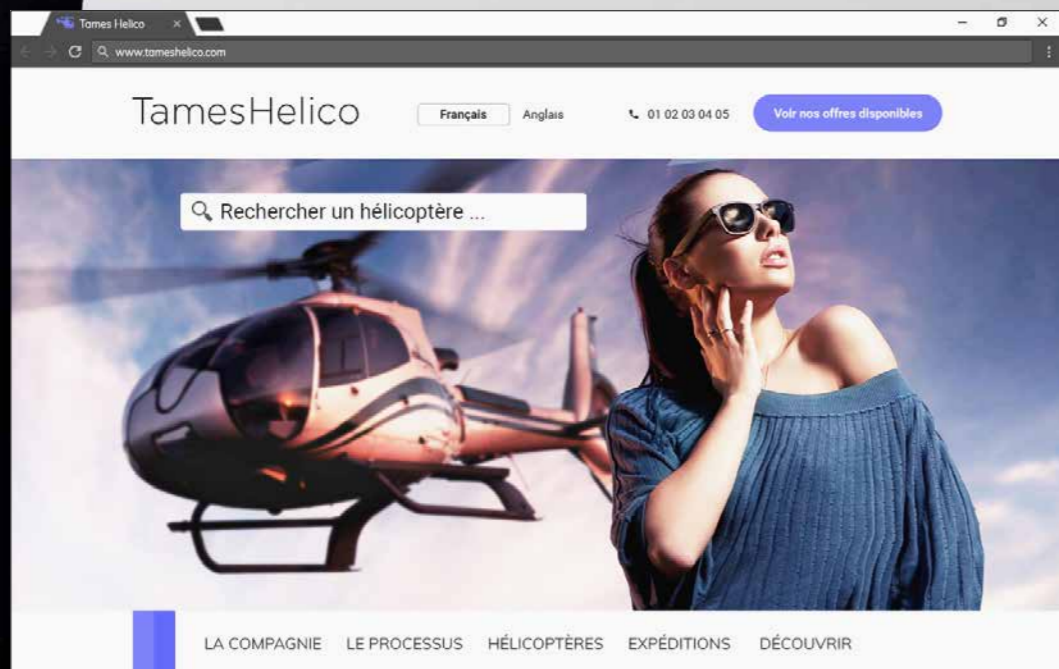 Tames Helico
www.tameshelico.com
TamesHelico
Français Anglais
01 02 03 04 05
Voir nos offres disponibles
Rechercher un hélicoptère ...
LA COMPAGNIE LE PROCESSUS HÉLICOPTÈRES EXPÉDITIONS DÉCOUVRIR